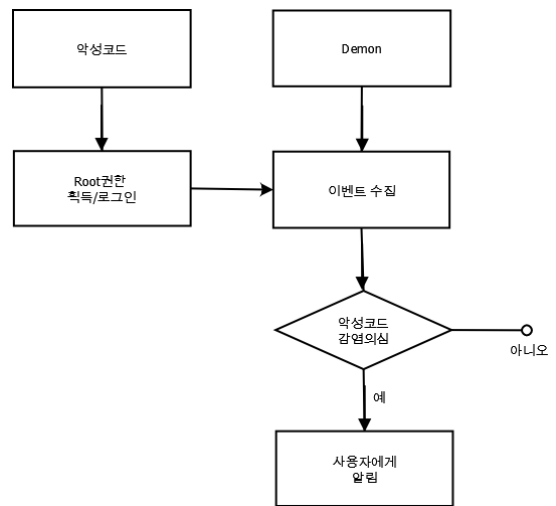 악성코드
Demon
Root권한
획득/로그인
이벤트 수집
악성코드
감염의심
아니오
예
사용자에게
알림